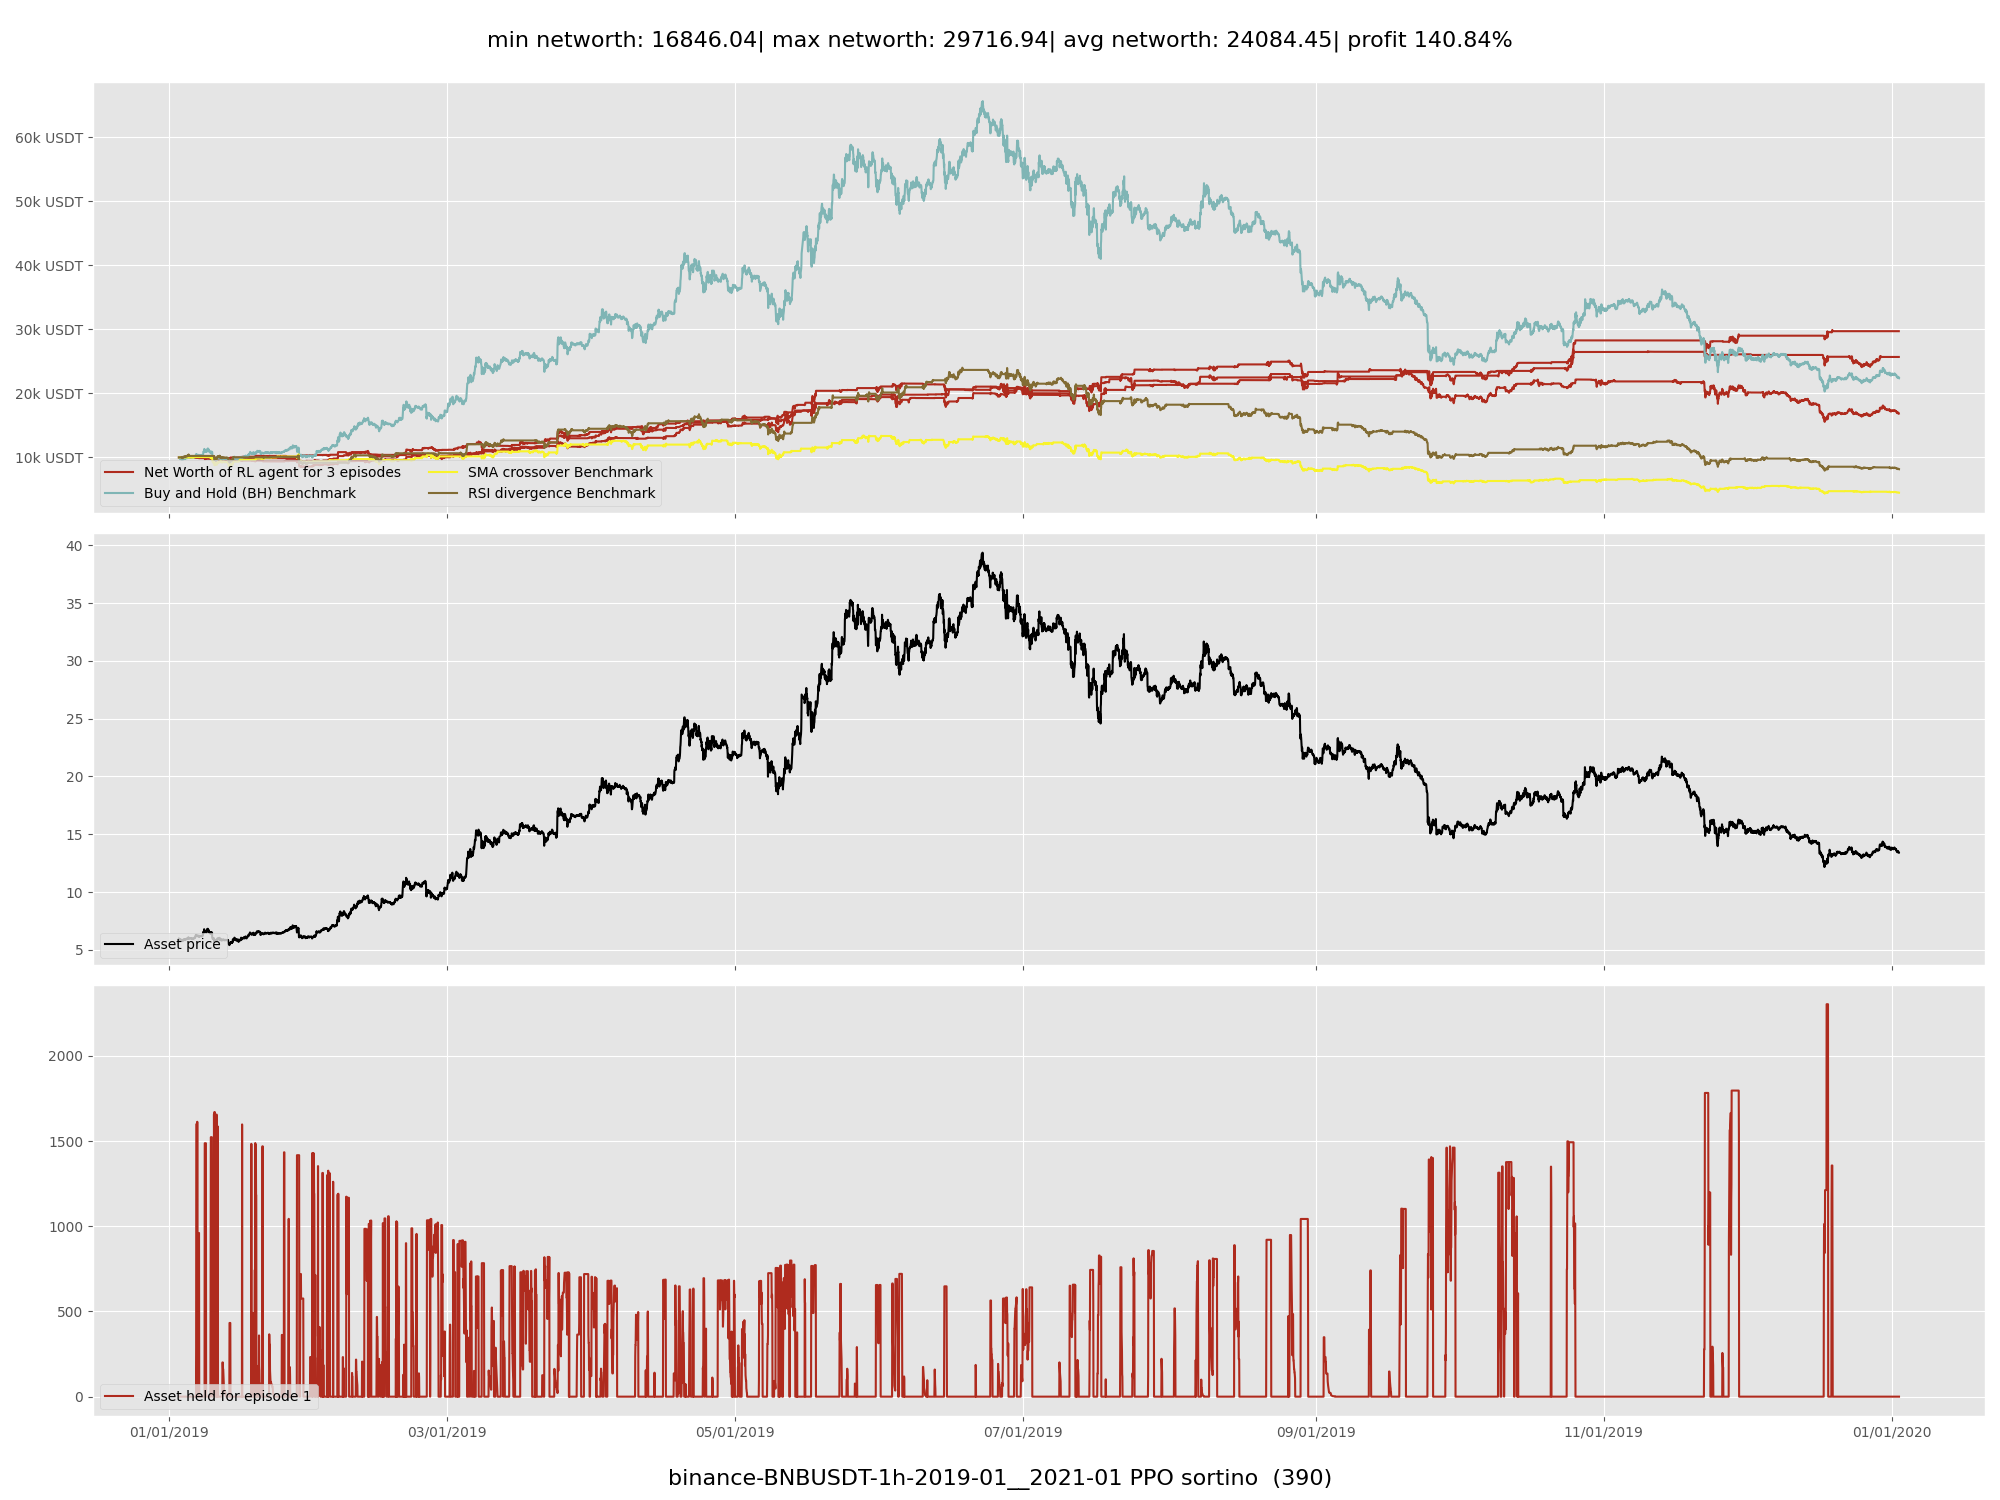 min networth: 16846.04| max networth: 29716.94| avg networth: 24084.45| profit 140.84%
60k USDT
50k USDT
40k USDT
30k USDT
20k USDT
10k USDT
Net Worth of RL agent for 3 episodes
Buy and Hold (BH) Benchmark
SMA crossover Benchmark
RSI divergence Benchmark
40
35
30
25
20
15
10
5
Asset price
2000
1500
1000
500
0
Asset held for episode 1
01/01/2019 03/01/2019 05/01/2019 07/01/2019 09/01/2019 11/01/2019 01/01/2020
binance-BNBUSDT-1h-2019-01__2021-01 PPO sortino (390)